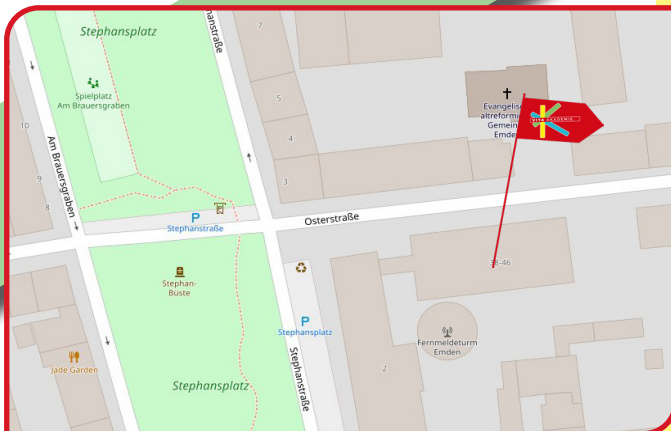 Stephansplatz
Stephanstraße
7
Spielplatz
Am Brauersgraben
5
10
4
Am Brauersgraben
Evangelisch
altreformierte
Gemeinde
Emden
VITA AKADEMIE
9
3
8
Osterstraße
P
Stephanstraße
38-46
Stephan-
Büste
P
Stephansplatz
Fernmeldeturm
Emden
Jade Garden
2
Stephansplatz
Stephanstraße